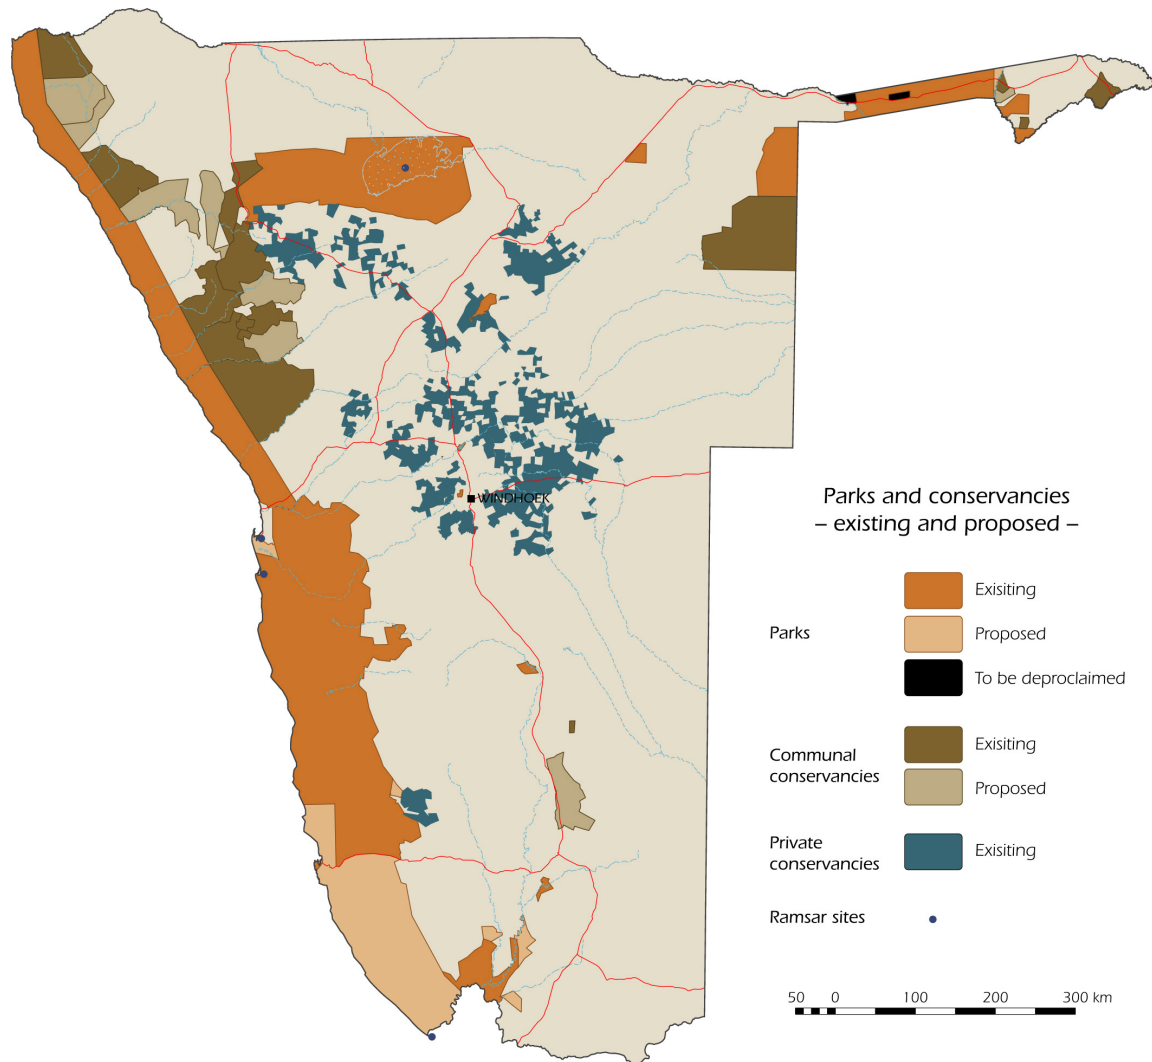 WINDHOEK
Parks and conservancies
– existing and proposed –
Parks
Exisiting
Proposed
To be deproclaimed
Communal
conservancies
Exisiting
Proposed
Private
conservancies
Exisiting
Ramsar sites
50 0 100 200 300 km